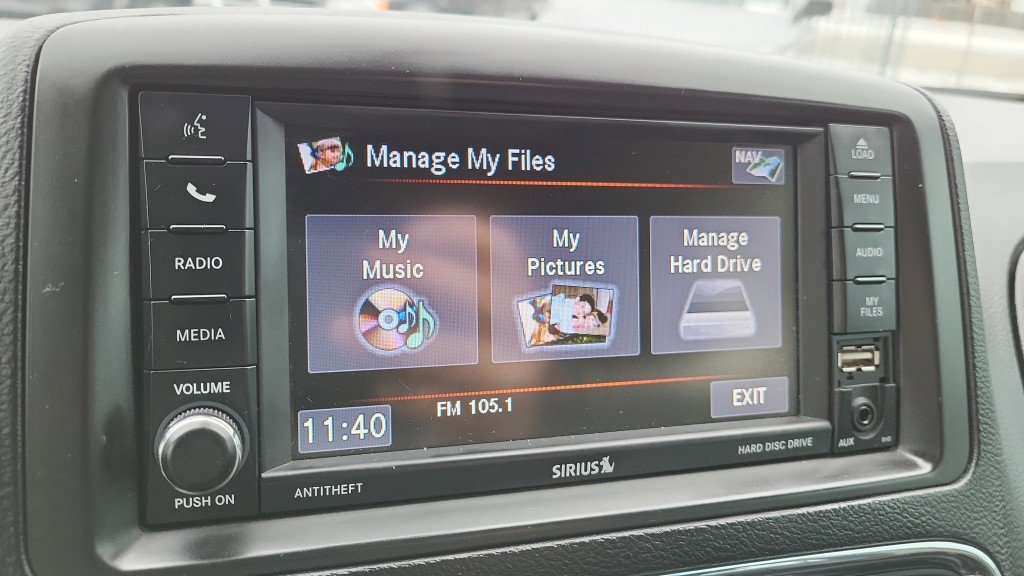 Manage My Files
NAV
LOAD
MENU
RADIO
AUDIO
My
Music
My
Pictures
Manage
Hard Drive
MY
FILES
MEDIA
VOLUME
FM 105.1
EXIT
11:40
PUSH ON
ANTITHEFT
SIRIUS
HARD DISC DRIVE
AUX
RHB